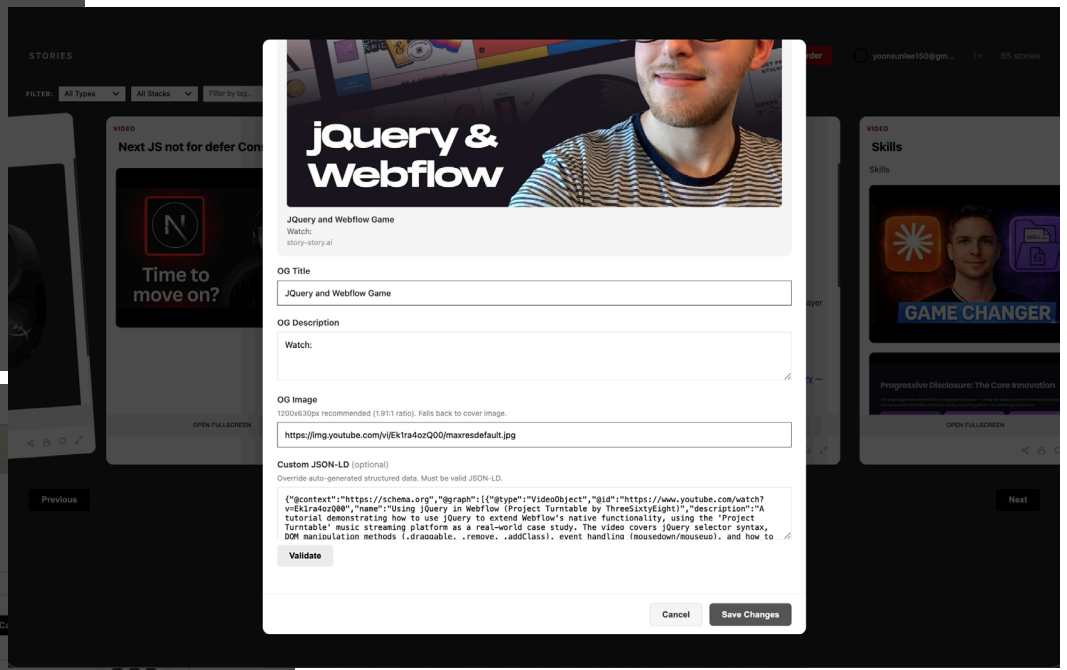 STORIES
yoonsunlee150@gm...
65 stories
FILTER:
All Types
All Stacks
Filter by tag...
VIDEO
Next JS not for defer Con
Time to
move on?
OPEN FULLSCREEN
Previous
jQuery &
Webflow
JQuery and Webflow Game
Watch:
story-story.ai
OG Title
JQuery and Webflow Game
OG Description
Watch:
OG Image
1200x630px recommended (1.91:1 ratio). Falls back to cover image.
https://img.youtube.com/vi/Ek1ra4ozQ00/maxresdefault.jpg
Custom JSON-LD (optional)
Override auto-generated structured data. Must be valid JSON-LD.
{"@context":"https://schema.org","@graph":[{"@type":"VideoObject","@id":"https://www.youtube.com/watch?
v=Ek1ra4ozQ00","name":"Using jQuery in Webflow (Project Turntable by ThreeSixtyEight)","description":"A
tutorial demonstrating how to use jQuery to extend Webflow's native functionality, using the 'Project
Turntable' music streaming platform as a real-world case study. The video covers jQuery selector syntax,
DOM manipulation methods (.draggable, .remove, .addClass), event handling (mousedown/mouseup), and how to
Validate
Cancel
Save Changes
VIDEO
Skills
Skills
GAME CHANGER
Progressive Disclosure: The Core Innovation
OPEN FULLSCREEN
Next